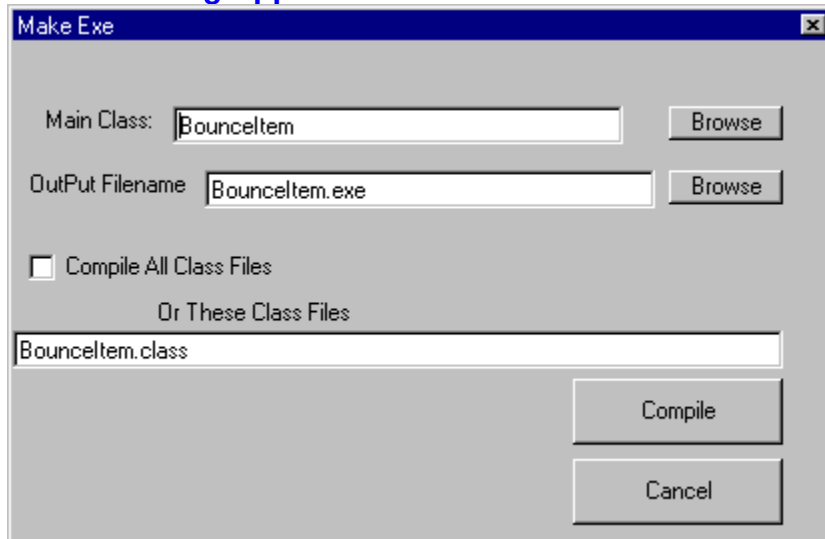 Make Exe
Main Class: BounceItem Browse
OutPut Filename BounceItem.exe Browse
Compile All Class Files
Or These Class Files
BounceItem.class
Compile
Cancel